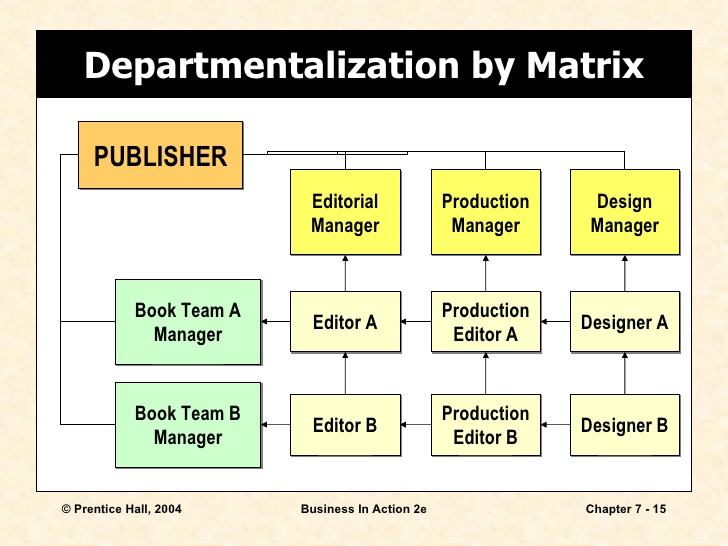 Departmentalization by Matrix
PUBLISHER
Editorial
Manager
Production
Manager
Design
Manager
Book Team A
Manager
Editor A
Production
Editor A
Designer A
Book Team B
Manager
Editor B
Production
Editor B
Designer B
© Prentice Hall, 2004
Business In Action 2e
Chapter 7 - 15